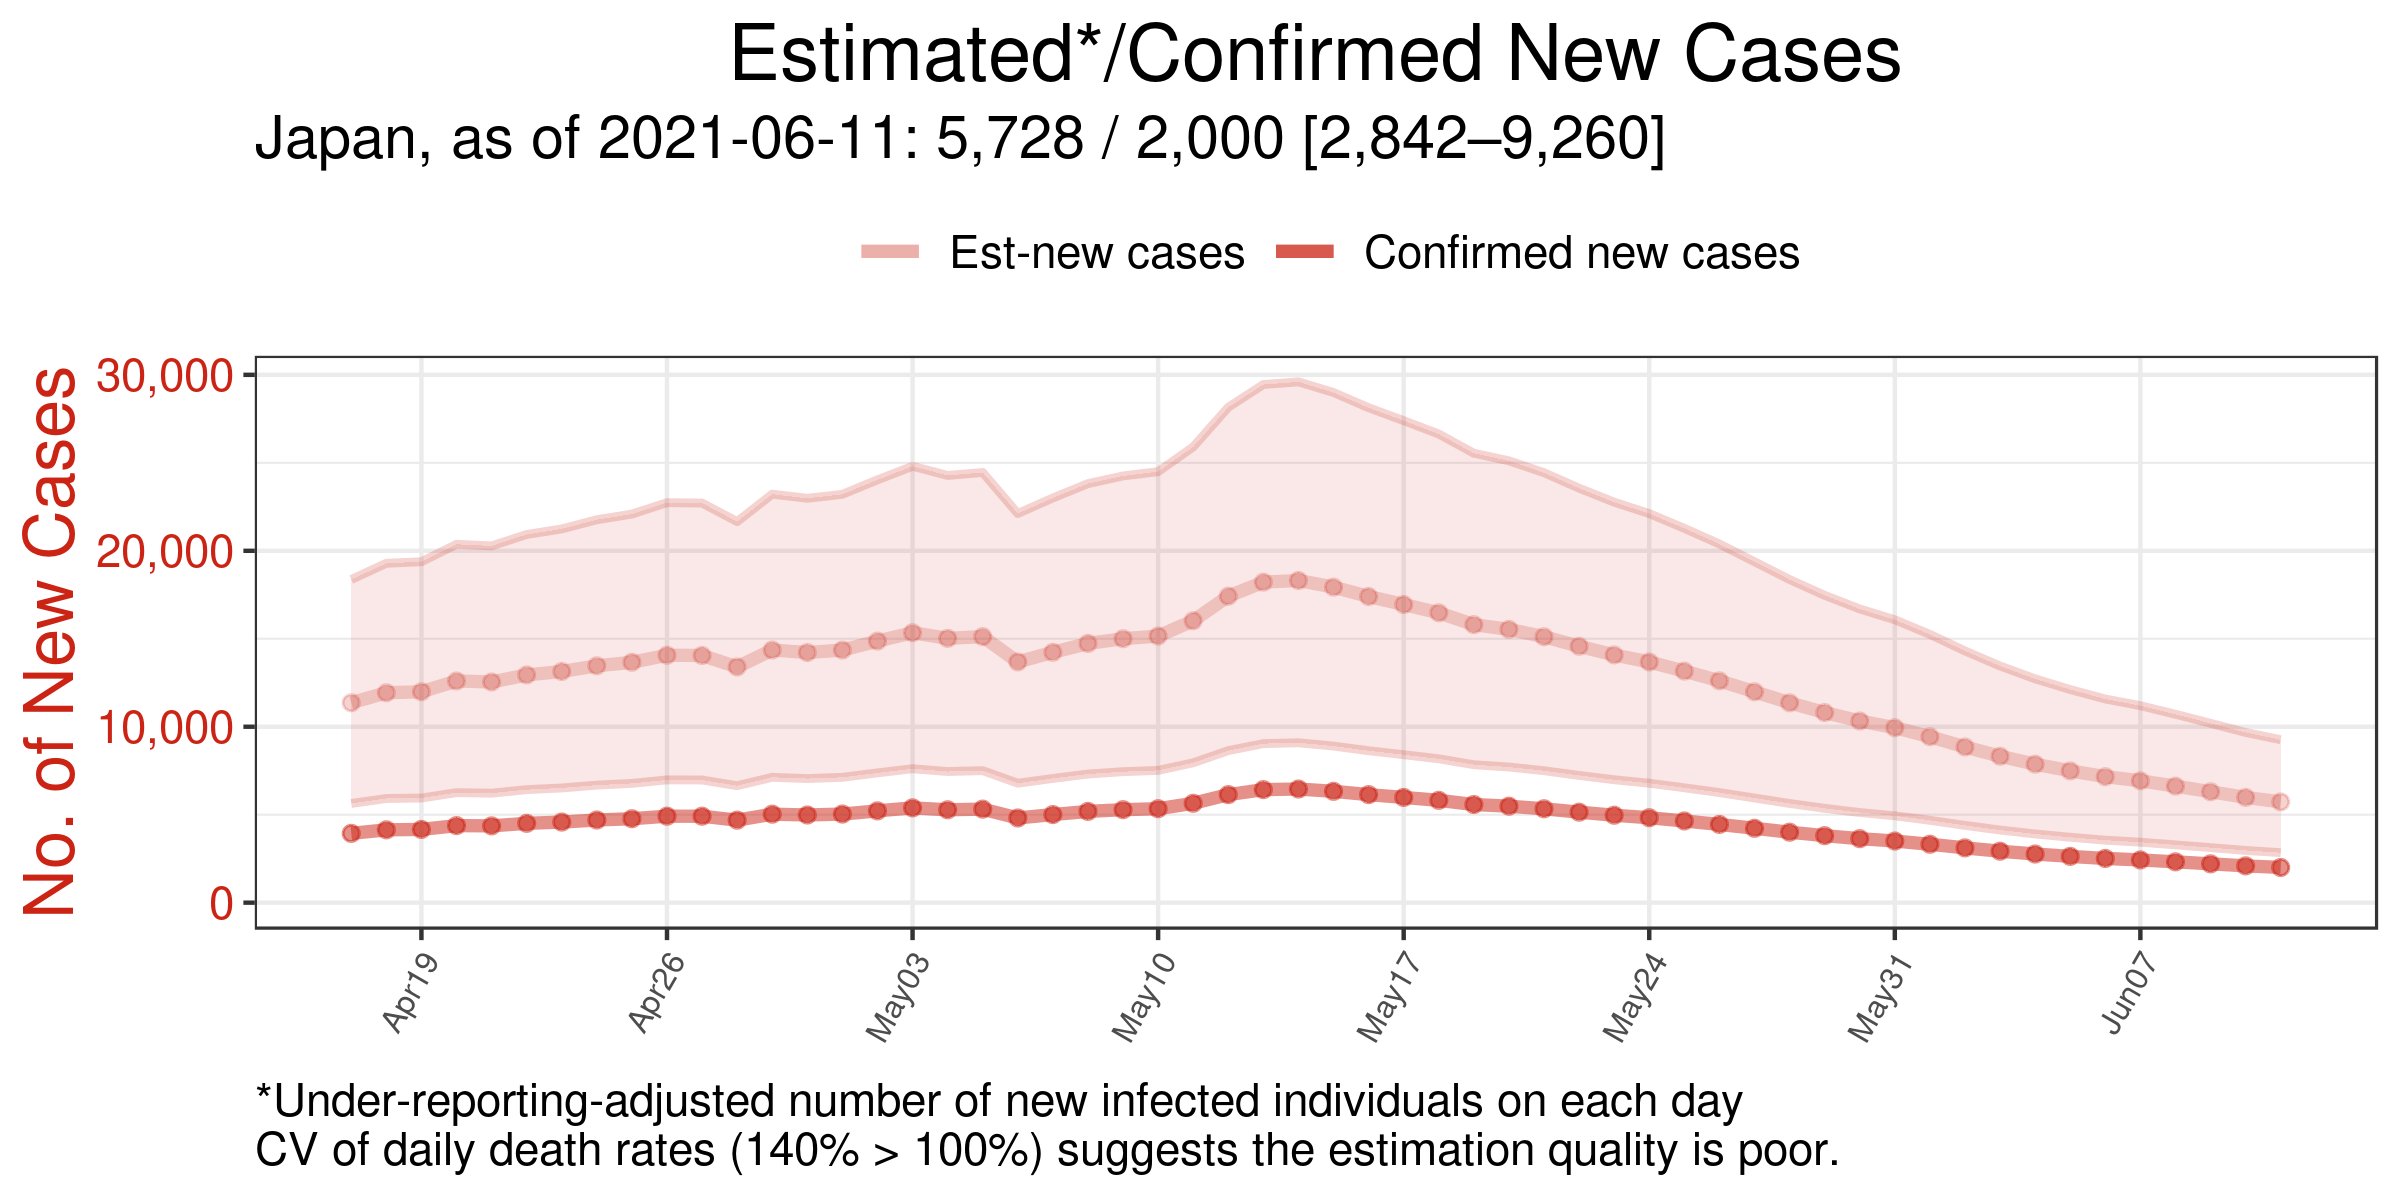 Estimated*/Confirmed New Cases
Japan, as of 2021-06-11: 5,728 / 2,000 [2,842–9,260]
Est-new cases
Confirmed new cases
No. of New Cases
30,000
20,000
10,000
0
Apr19
Apr26
May03
May10
May17
May24
May31
Jun07
*Under-reporting-adjusted number of new infected individuals on each day
CV of daily death rates (140% > 100%) suggests the estimation quality is poor.